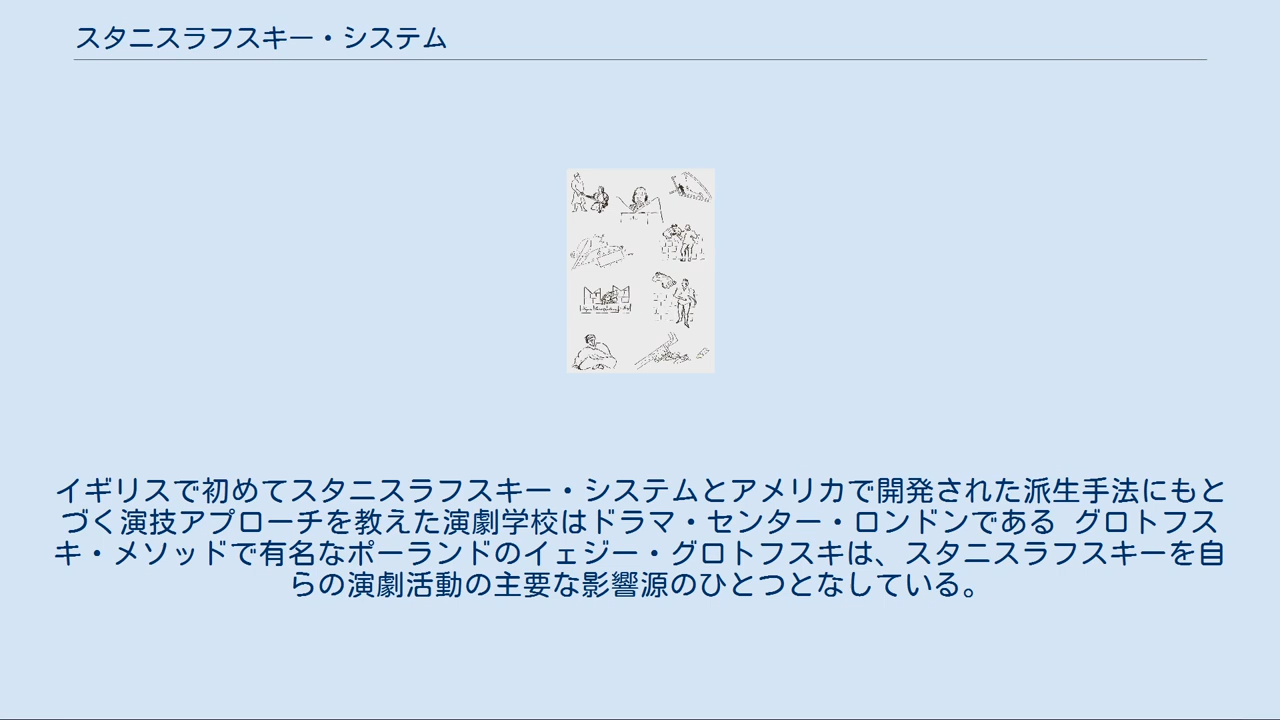 スタニスラフスキー・システム
イギリスで初めてスタニスラフスキー・システムとアメリカで開発された派生手法にもと
づく演技アプローチを教えた演劇学校はドラマ・センター・ロンドンである グロトフス
キ・メソッドで有名なポーランドのイェジー・グロトフスキは、スタニスラフスキーを自
らの演劇活動の主要な影響源のひとつとなしている。